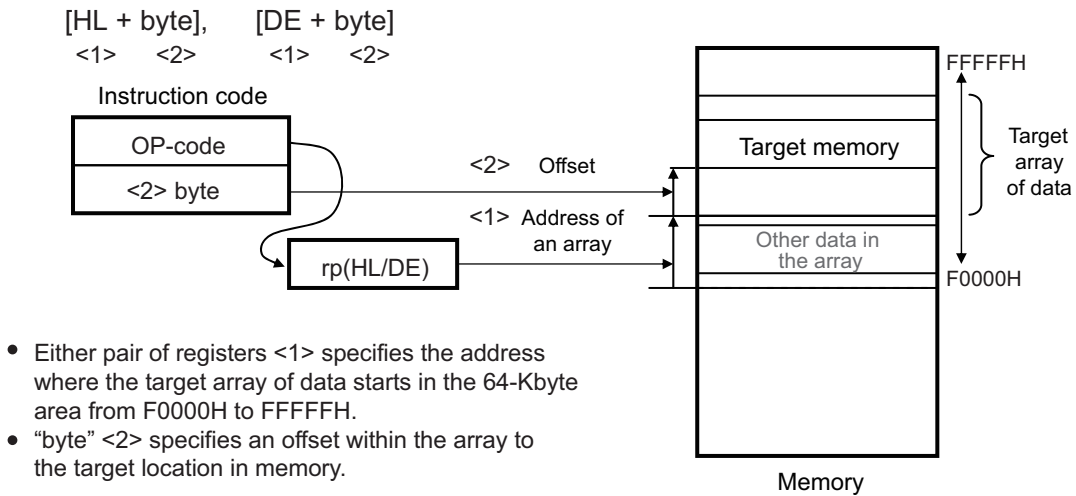 [HL + byte], [DE + byte]
<1> <2> <1> <2>
Instruction code
OP-code
<2> byte
rp(HL/DE)
<2> Offset
<1> Address of
an array
FFFFFH
Target memory
Target
array
of data
Other data in
the array
F0000H
Memory
• Either pair of registers <1> specifies the address
where the target array of data starts in the 64-Kbyte
area from F0000H to FFFFFH.
• “byte” <2> specifies an offset within the array to
the target location in memory.